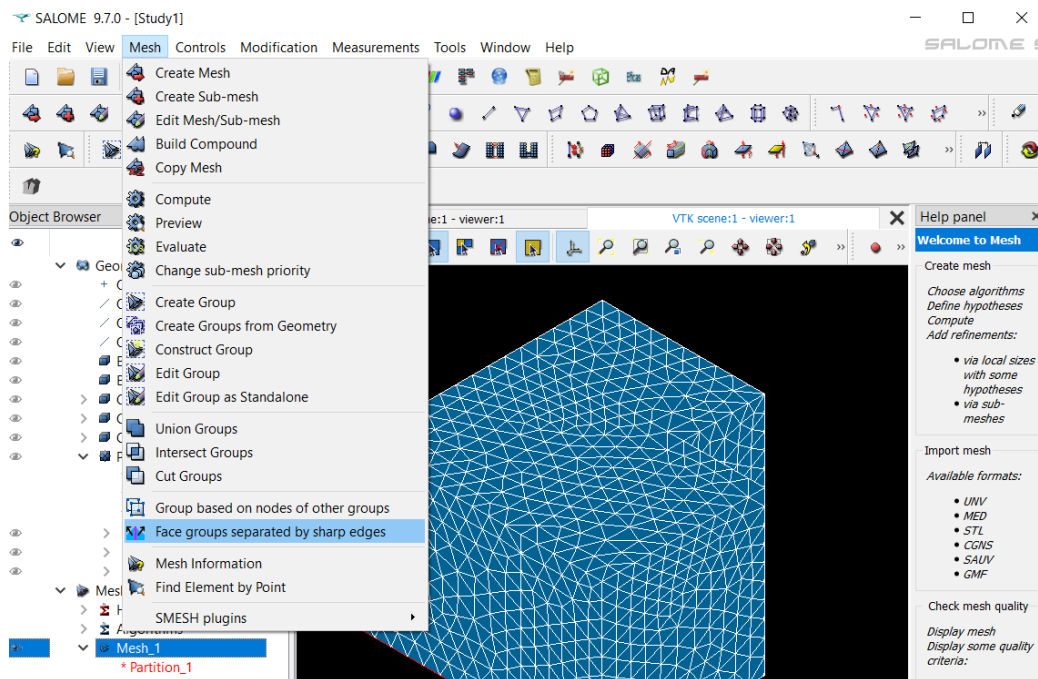 SALOME 9.7.0 - [Study1]
File Edit View Mesh Controls Modification Measurements Tools Window Help
SALOME
Create Mesh
Create Sub-mesh
Edit Mesh/Sub-mesh
Build Compound
Copy Mesh
Compute
Preview
Evaluate
Change sub-mesh priority
Create Group
Create Groups from Geometry
Construct Group
Edit Group
Edit Group as Standalone
Union Groups
Intersect Groups
Cut Groups
Group based on nodes of other groups
Face groups separated by sharp edges
Mesh Information
Find Element by Point
SMESH plugins
Object Browser
Mesh_1
* Partition_1
:1 - viewer:1
VTK scene:1 - viewer:1
Help panel
Welcome to Mesh
Create mesh
Choose algorithms
Define hypotheses
Compute
Add refinements:
• via local sizes
with some
hypotheses
• via sub-
meshes
Import mesh
Available formats:
• UNV
• MED
• STL
• CGNS
• SAUV
• GMF
Check mesh quality
Display mesh
Display some quality
criteria: